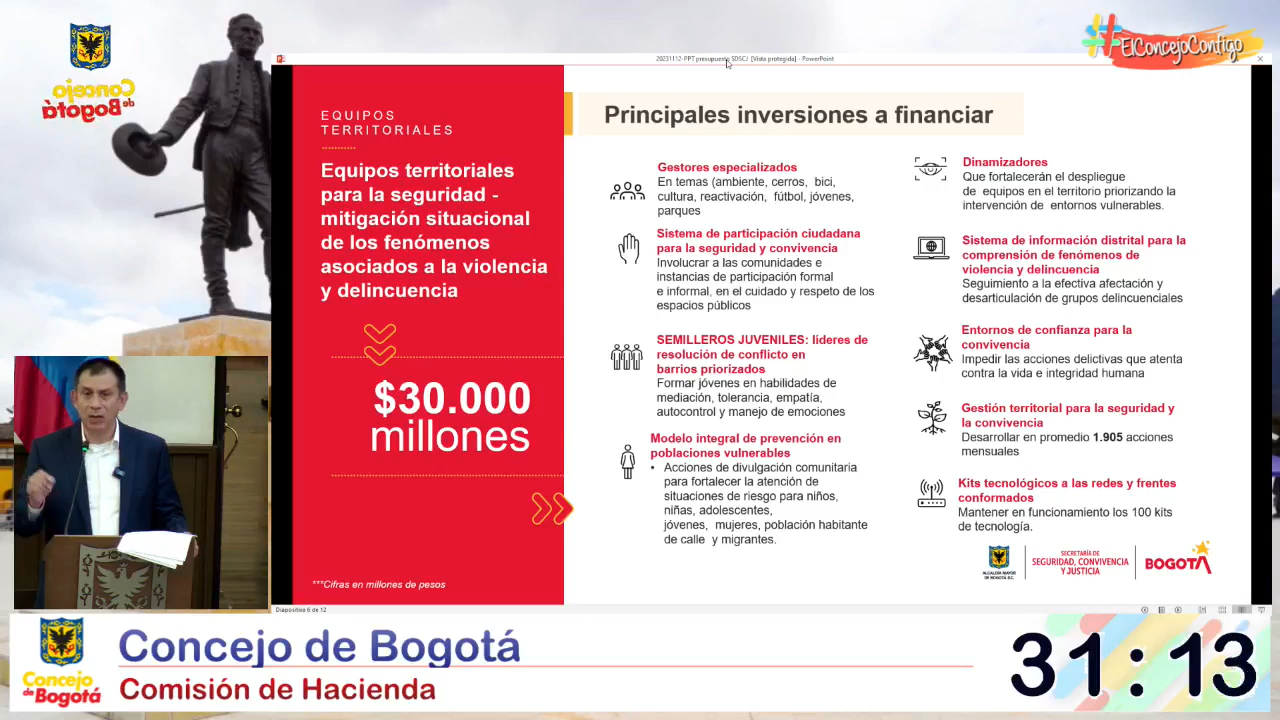 #ElConcejoContigo
Concejo
de Bogotá
20231112-PPT presupuesto SDSCJ [Vista protegida] - PowerPoint
EQUIPOS
TERRITORIALES
Equipos territoriales
para la seguridad -
mitigación situacional
de los fenómenos
asociados a la violencia
y delincuencia
$30.000
millones
***Cifras en millones de pesos
Principales inversiones a financiar
Gestores especializados
En temas (ambiente, cerros, bici,
cultura, reactivación, fútbol, jóvenes,
parques
Sistema de participación ciudadana
para la seguridad y convivencia
Involucrar a las comunidades e
instancias de participación formal
e informal, en el cuidado y respeto de los
espacios públicos
SEMILLEROS JUVENILES: líderes de
resolución de conflicto en
barrios priorizados
Formar jóvenes en habilidades de
mediación, tolerancia, empatía,
autocontrol y manejo de emociones
Modelo integral de prevención en
poblaciones vulnerables
• Acciones de divulgación comunitaria
para fortalecer la atención de
situaciones de riesgo para niños,
niñas, adolescentes,
jóvenes, mujeres, población habitante
de calle y migrantes.
Dinamizadores
Que fortalecerán el despliegue
de equipos en el territorio priorizando la
intervención de entornos vulnerables.
Sistema de información distrital para la
comprensión de fenómenos de
violencia y delincuencia
Seguimiento a la efectiva afectación y
desarticulación de grupos delincuenciales
Entornos de confianza para la
convivencia
Impedir las acciones delictivas que atenta
contra la vida e integridad humana
Gestión territorial para la seguridad y
la convivencia
Desarrollar en promedio 1.905 acciones
mensuales
Kits tecnológicos a las redes y frentes
conformados
Mantener en funcionamiento los 100 kits
de tecnología.
ALCALDÍA MAYOR
DE BOGOTÁ D.C.
SECRETARÍA DE
SEGURIDAD, CONVIVENCIA
Y JUSTICIA
BOGOTÁ
Diapositiva 6 de 12
Concejo
de Bogotá
Concejo de Bogotá
Comisión de Hacienda
31:13